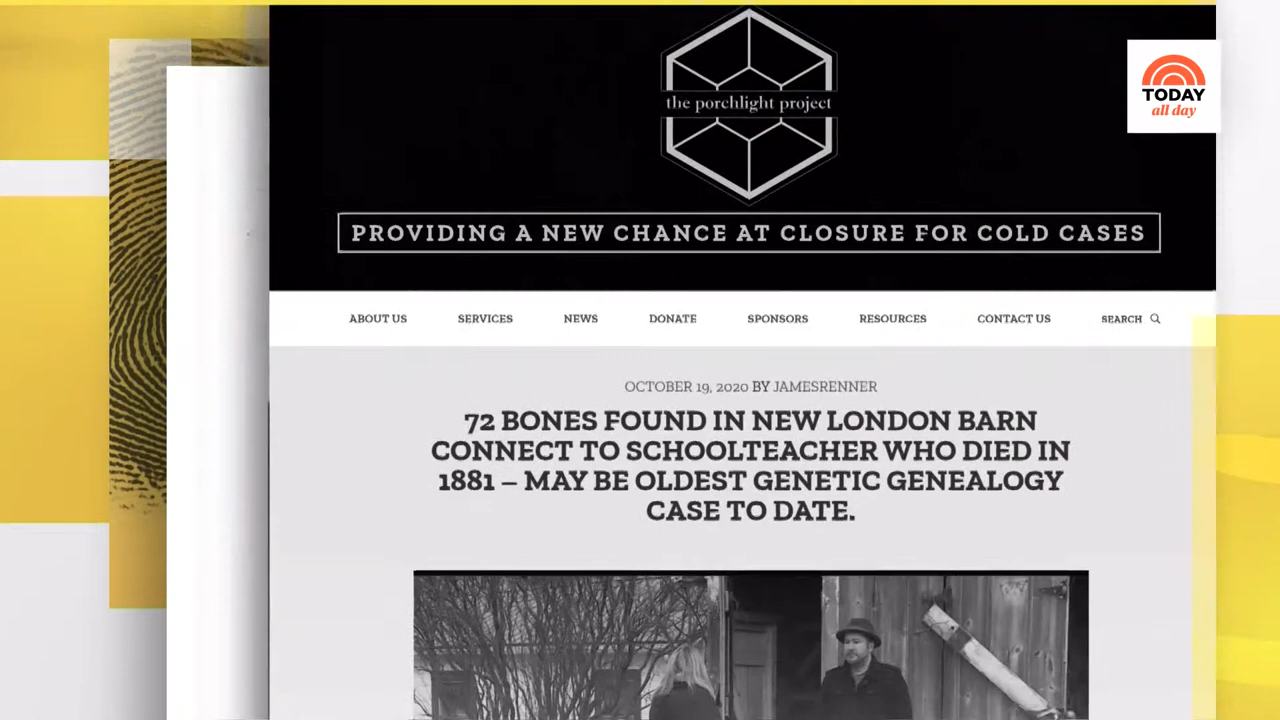 the porchlight project
TODAY
all day
PROVIDING A NEW CHANCE AT CLOSURE FOR COLD CASES
ABOUT US SERVICES NEWS DONATE SPONSORS RESOURCES CONTACT US SEARCH
OCTOBER 19, 2020 BY JAMESRENNER
72 BONES FOUND IN NEW LONDON BARN
CONNECT TO SCHOOLTEACHER WHO DIED IN
1881 – MAY BE OLDEST GENETIC GENEALOGY
CASE TO DATE.